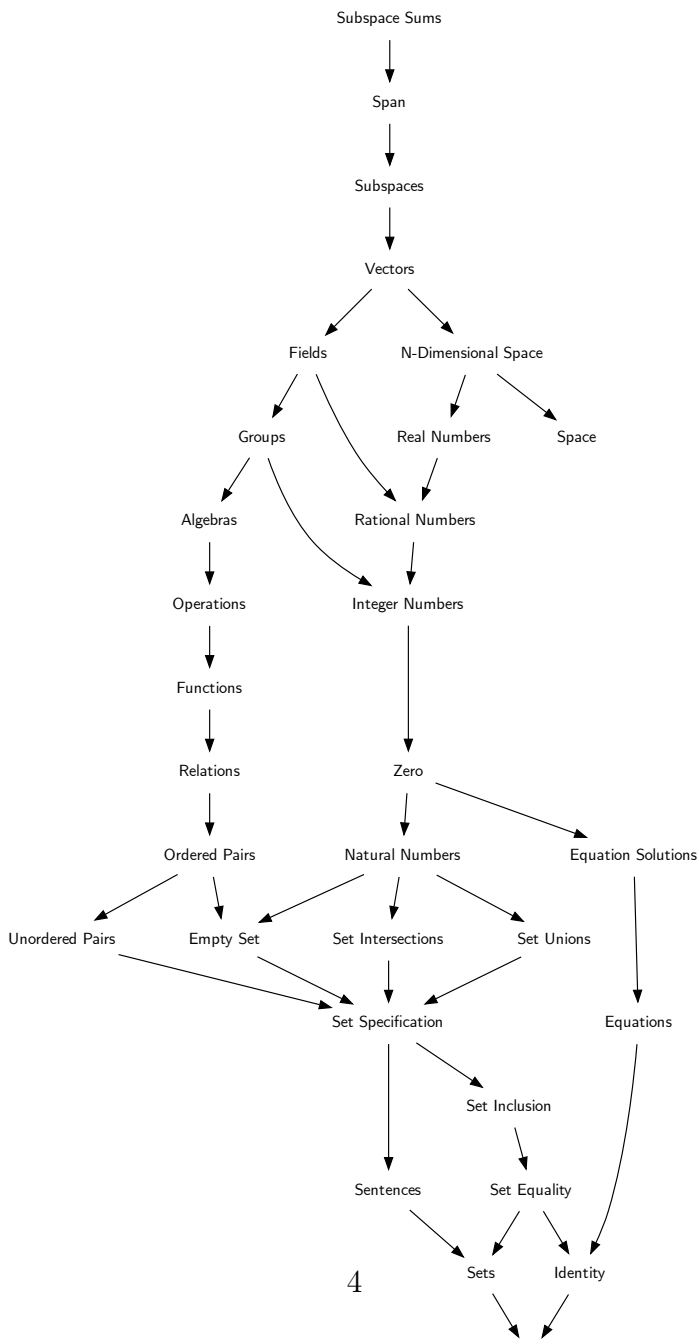 Subspace Sums
Span
Subspaces
Vectors
Fields
N-Dimensional Space
Groups
Real Numbers
Space
Algebras
Rational Numbers
Operations
Integer Numbers
Functions
Relations
Zero
Ordered Pairs
Natural Numbers
Equation Solutions
Unordered Pairs
Empty Set
Set Intersections
Set Unions
Set Specification
Equations
Set Inclusion
Sentences
Set Equality
Sets
Identity
4